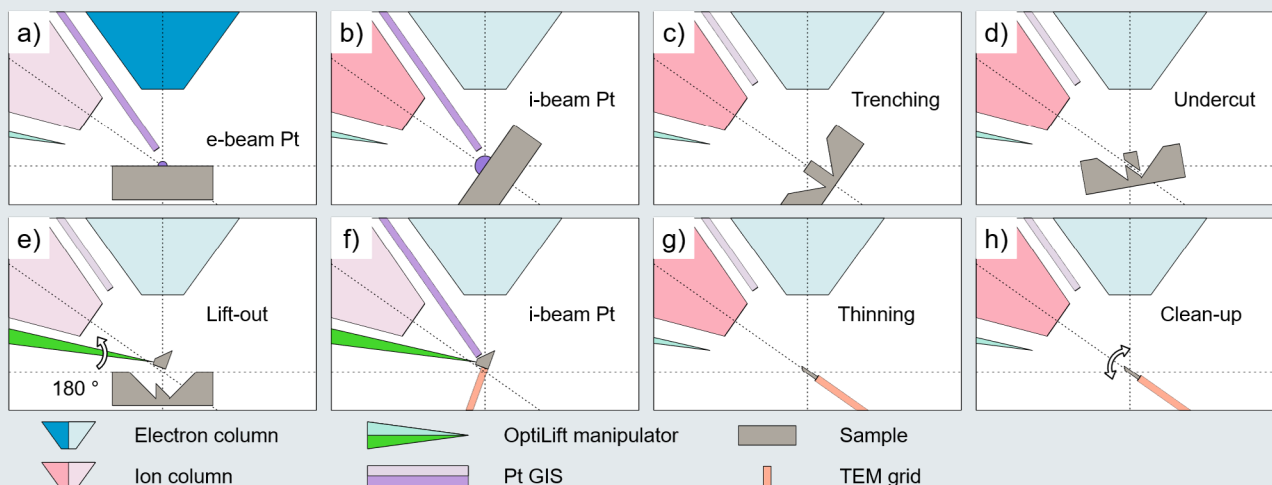 a)
e-beam Pt
b)
i-beam Pt
c)
Trenching
d)
Undercut
e)
Lift-out
180 °
f)
i-beam Pt
g)
Thinning
h)
Clean-up
Electron column
OptiLift manipulator
Sample
Ion column
Pt GIS
TEM grid